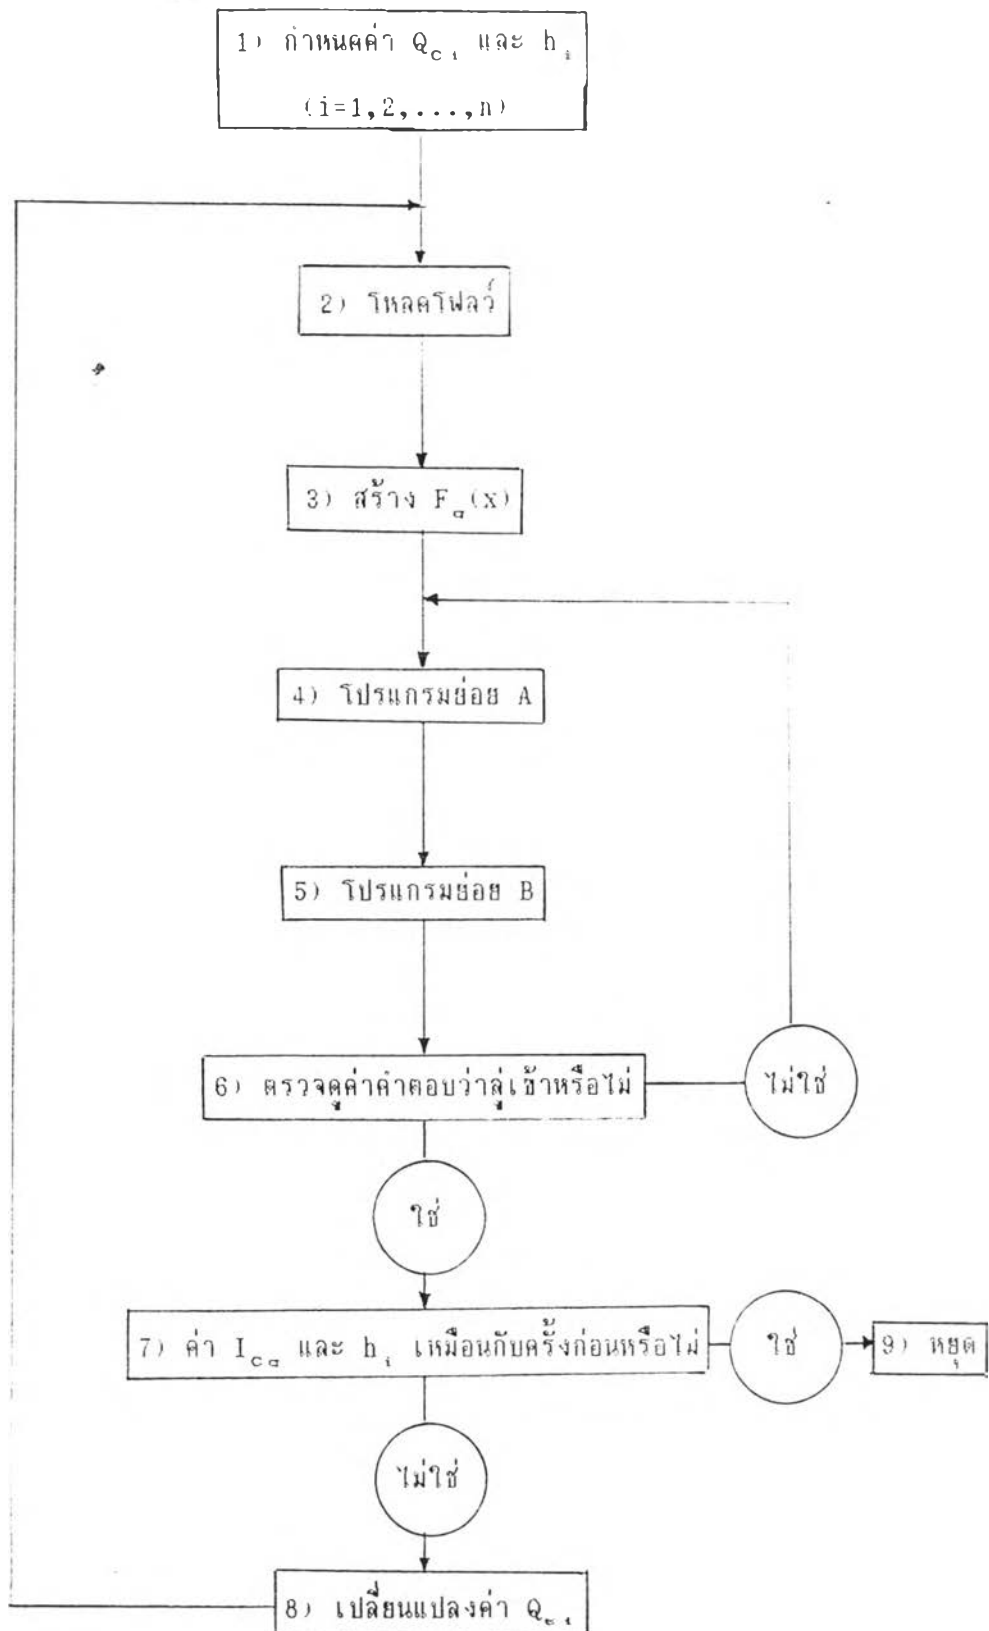 1) กำหนดค่า Q_ci และ h_i
(i=1,2,...,n)
2) โหลดโฟลว์
3) สร้าง F_q(x)
4) โปรแกรมย่อย A
5) โปรแกรมย่อย B
6) ตรวจดูค่าคำตอบว่าลู่เข้าหรือไม่
ไม่ใช่
ใช่
7) ค่า I_cq และ h_i เหมือนกับครั้งก่อนหรือไม่
ใช่
9) หยุด
ไม่ใช่
8) เปลี่ยนแปลงค่า Q_ci